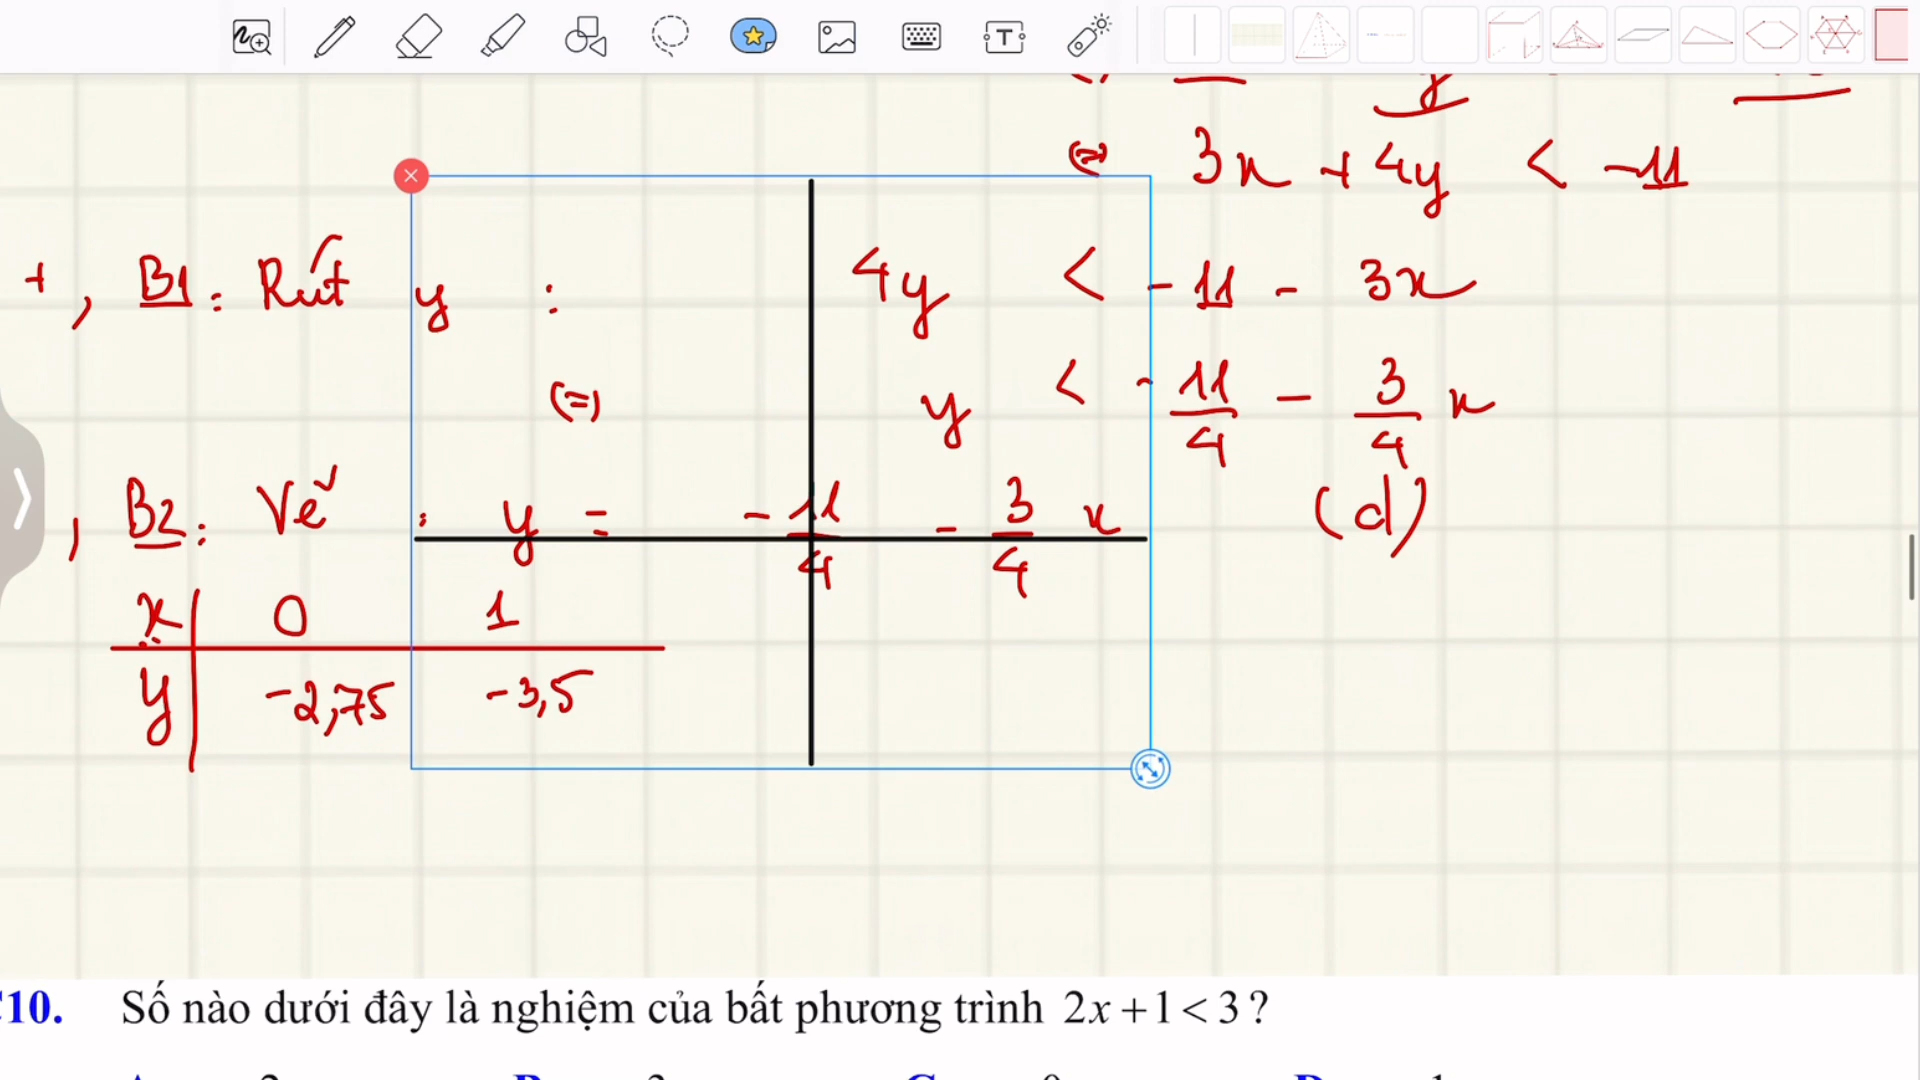 (=) 3x + 4y < -11
+, B1: Rút y : 4y < -11 - 3x
(=) y < -11/4 - 3/4 x
, B2: Vẽ : y = -11/4 - 3/4 x (d)
x 0 1
y -2,75 -3,5
10. Số nào dưới đây là nghiệm của bất phương trình 2x+1<3?